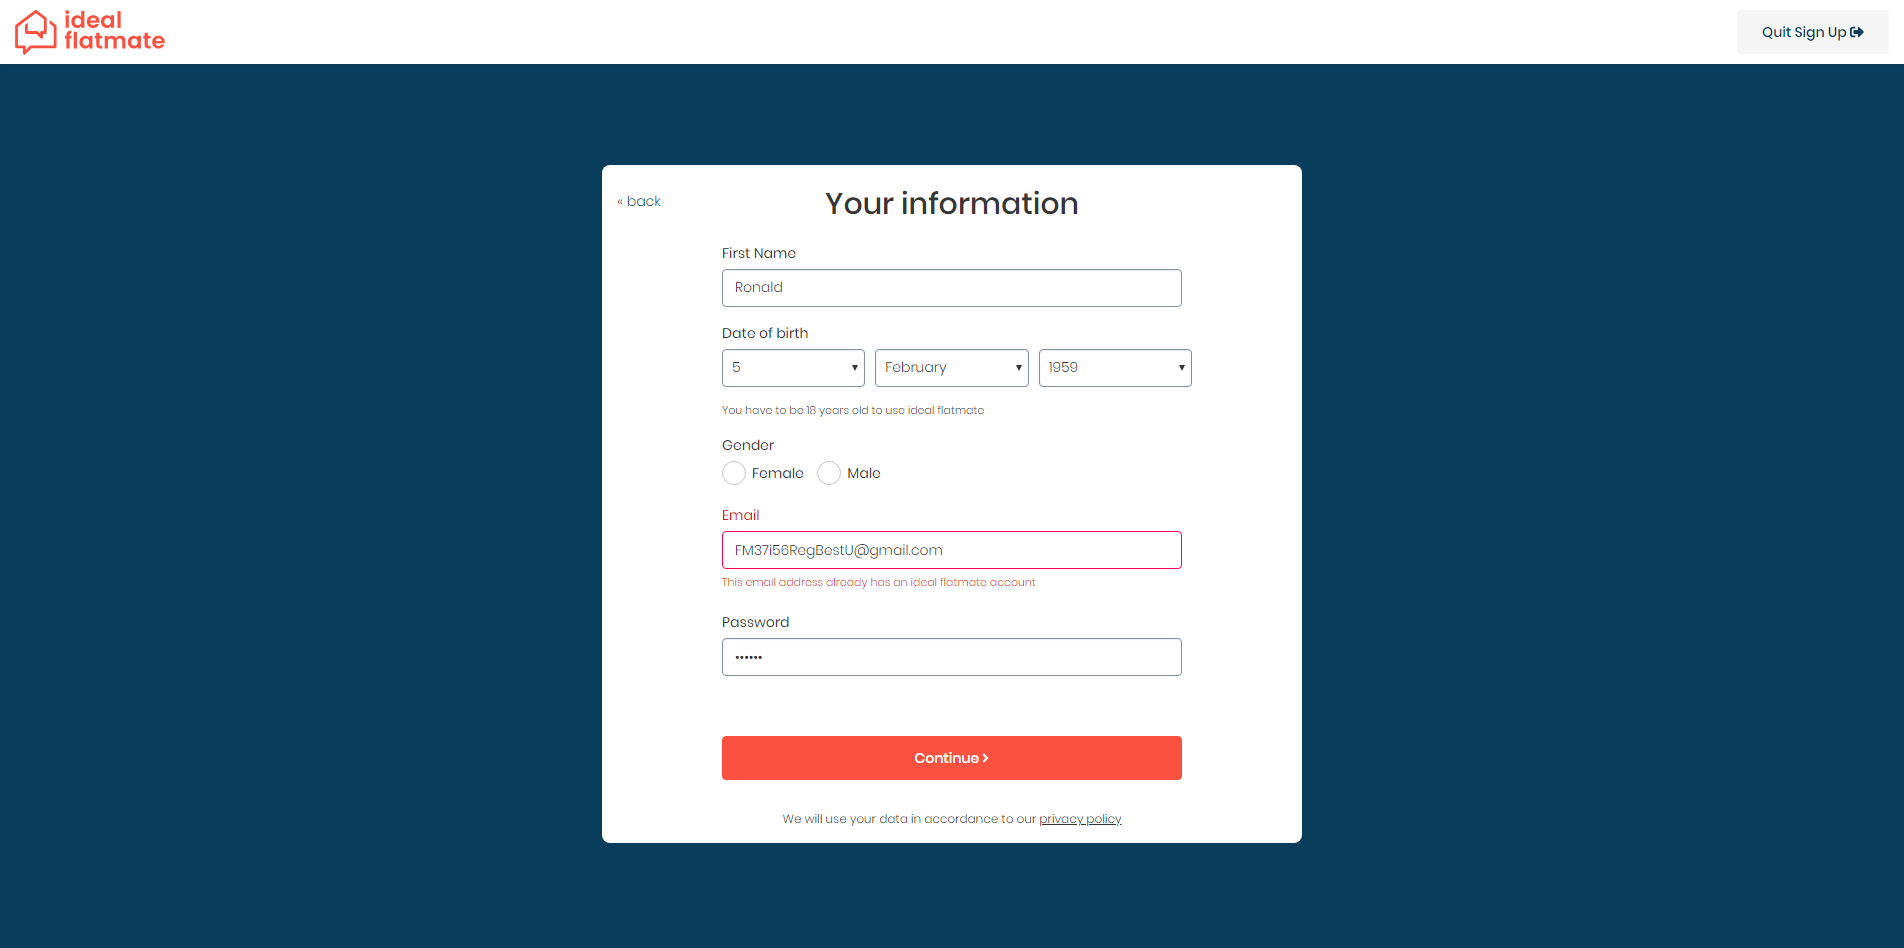 ideal
flatmate
Quit Sign Up
« back
Your information
First Name
Ronald
Date of birth
5 February 1959
You have to be 18 years old to use ideal flatmate
Gender
Female Male
Email
FM37i56RegBestU@gmail.com
This email address already has an ideal flatmate account
Password
••••••
Continue
We will use your data in accordance to our privacy policy